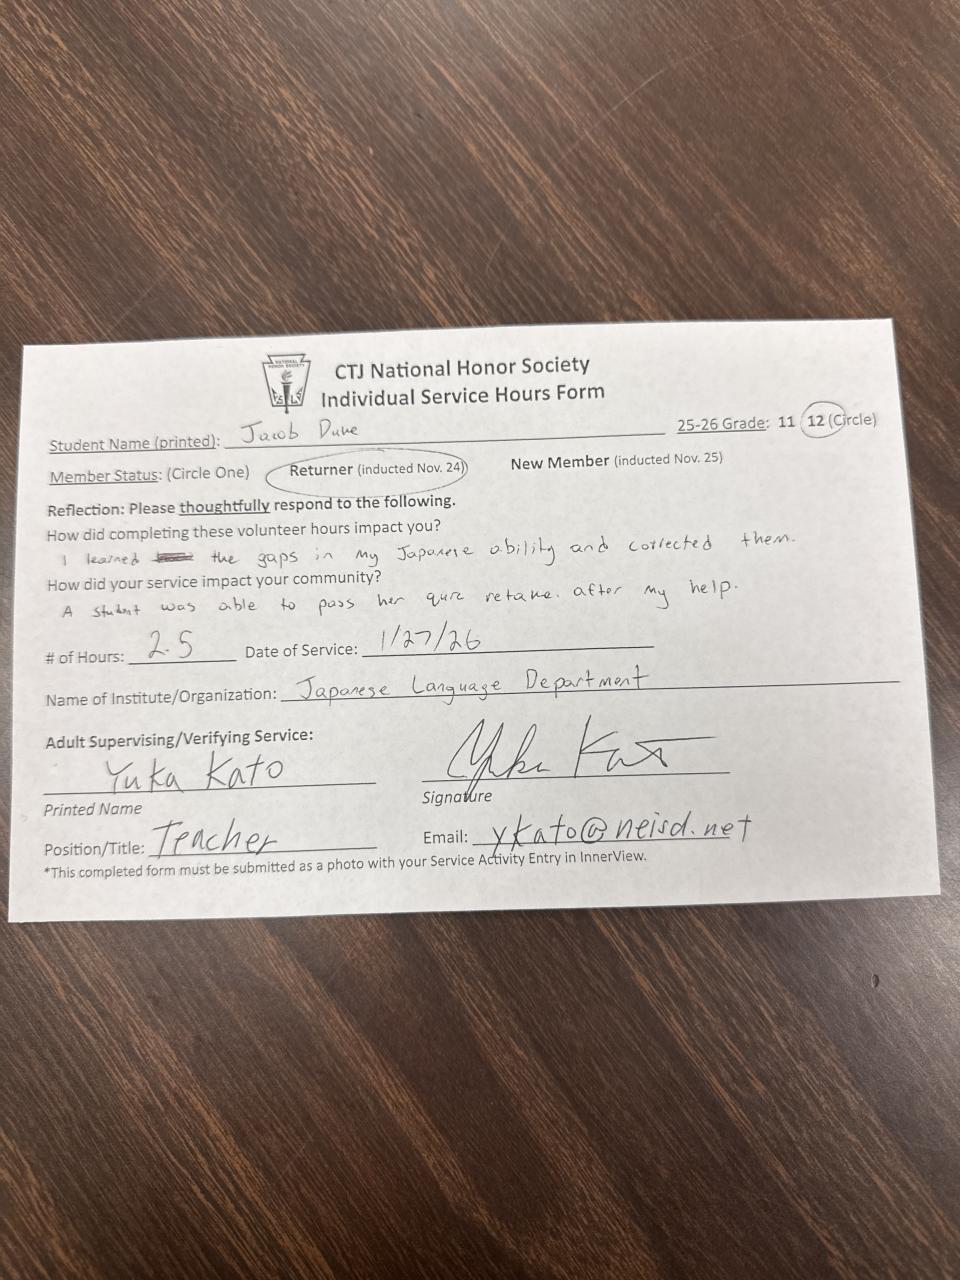 NATIONAL
HONOR SOCIETY
CTJ National Honor Society
Individual Service Hours Form
Student Name (printed): Jacob Dune 25-26 Grade: 11 12 (Circle)
Member Status: (Circle One) Returner (inducted Nov. 24) New Member (inducted Nov. 25)
Reflection: Please thoughtfully respond to the following.
How did completing these volunteer hours impact you?
I learned the gaps in my Japanese ability and corrected them.
How did your service impact your community?
A student was able to pass her retake. after my help.
# of Hours: 2.5 Date of Service: 1/27/26
Name of Institute/Organization: Japanese Language Department
Adult Supervising/Verifying Service:
Yuka Kato Yuka Kato
Printed Name Signature
Position/Title: Teacher Email: ykato@neisd.net
*This completed form must be submitted as a photo with your Service Activity Entry in InnerView.